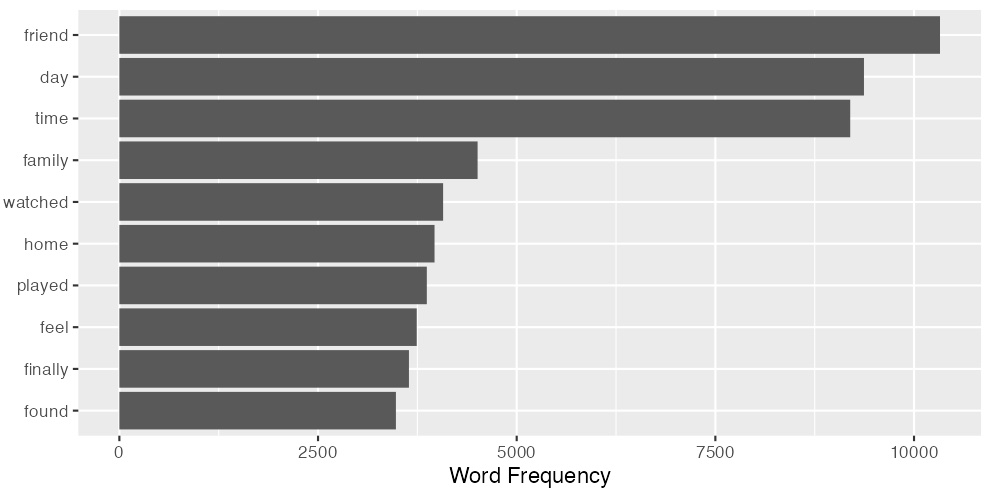 friend
day
time
family
watched
home
played
feel
finally
found
0 2500 5000 7500 10000
Word Frequency